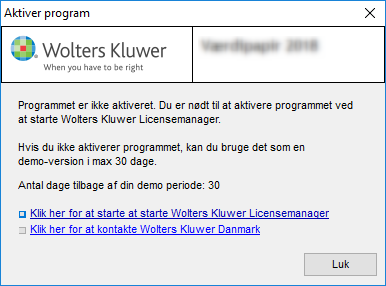 Aktiver program
Wolters Kluwer
When you have to be right
Programmet er ikke aktiveret. Du er nødt til at aktivere programmet ved
at starte Wolters Kluwer Licensemanager.
Hvis du ikke aktiverer programmet, kan du bruge det som en
demo-version i max 30 dage.
Antal dage tilbage af din demo periode: 30
Klik her for at starte at starte Wolters Kluwer Licensemanager
Klik her for at kontakte Wolters Kluwer Danmark
Luk